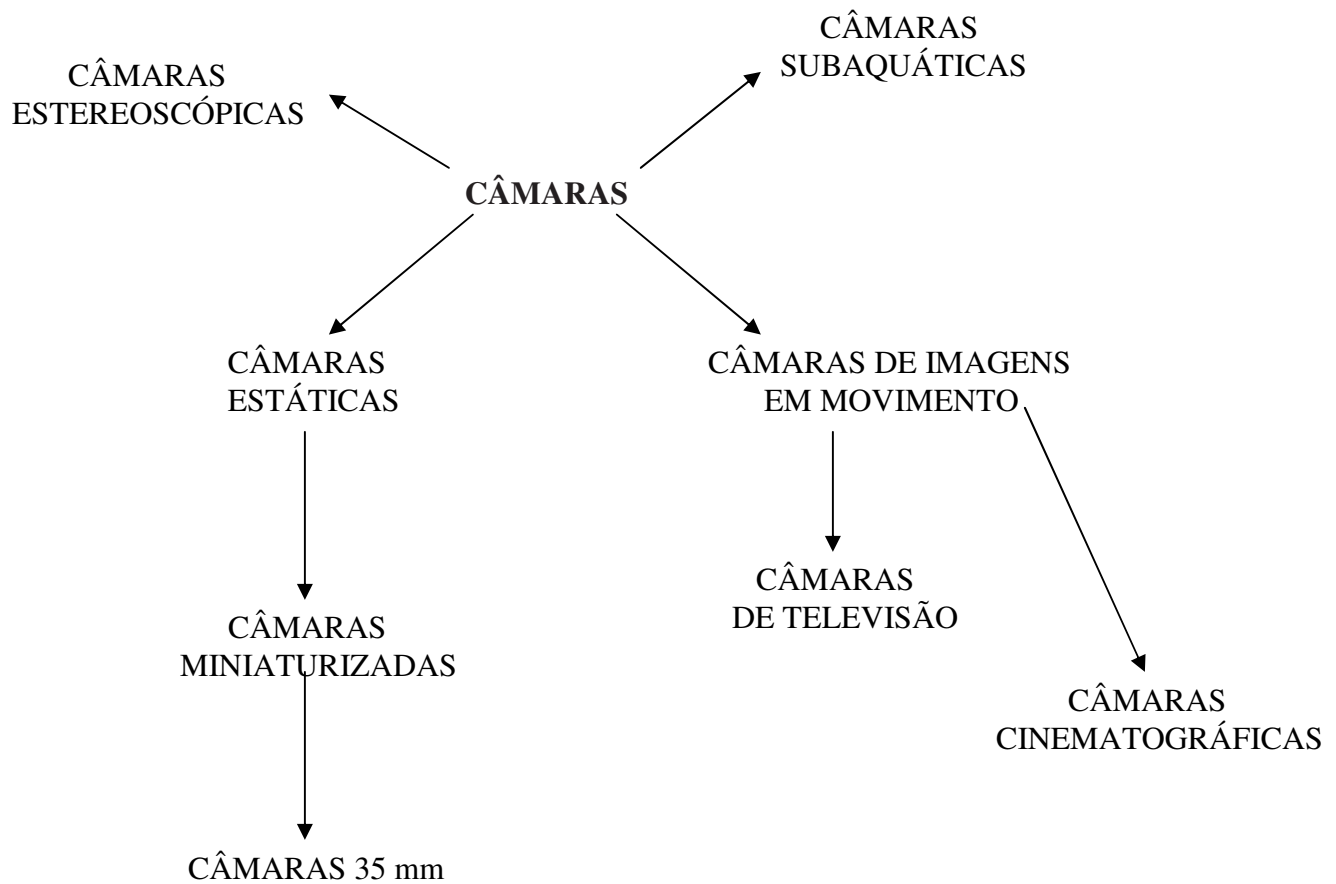 CÂMARAS
SUBAQUÁTICAS
CÂMARAS
ESTEREOSCÓPICAS
CÂMARAS
CÂMARAS
ESTÁTICAS
CÂMARAS DE IMAGENS
EM MOVIMENTO
CÂMARAS
DE TELEVISÃO
CÂMARAS
MINIATURIZADAS
CÂMARAS
CINEMATOGRÁFICAS
CÂMARAS 35 mm